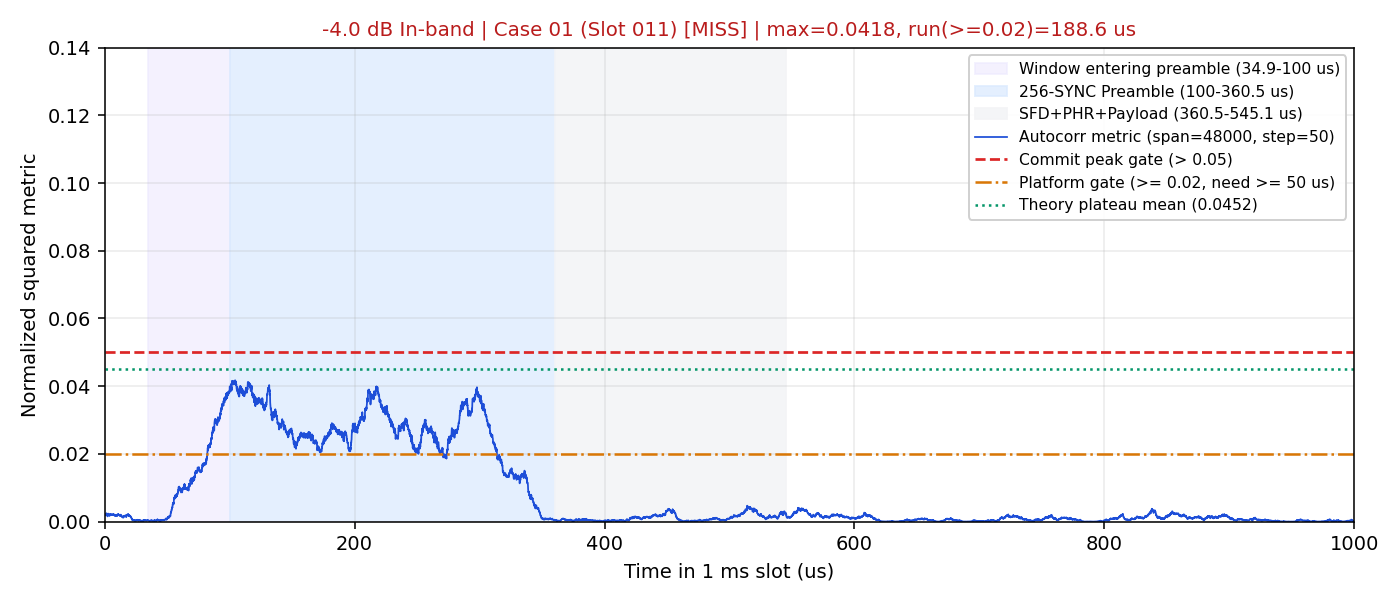 -4.0 dB In-band | Case 01 (Slot 011) [MISS] | max=0.0418, run(>=0.02)=188.6 us
Normalized squared metric
0.14
0.12
0.10
0.08
0.06
0.04
0.02
0.00
Window entering preamble (34.9-100 us)
256-SYNC Preamble (100-360.5 us)
SFD+PHR+Payload (360.5-545.1 us)
Autocorr metric (span=48000, step=50)
Commit peak gate (> 0.05)
Platform gate (>= 0.02, need >= 50 us)
Theory plateau mean (0.0452)
0 200 400 600 800 1000
Time in 1 ms slot (us)